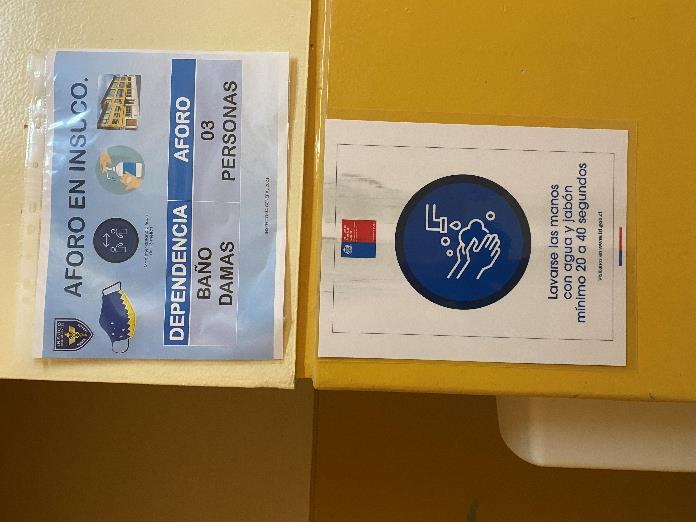 AFORO EN INSUCO.
DEPENDENCIA AFORO
BAÑO DAMAS 03 PERSONAS
Lavarse las manos
con agua y jabón
mínimo 20 a 40 segundos